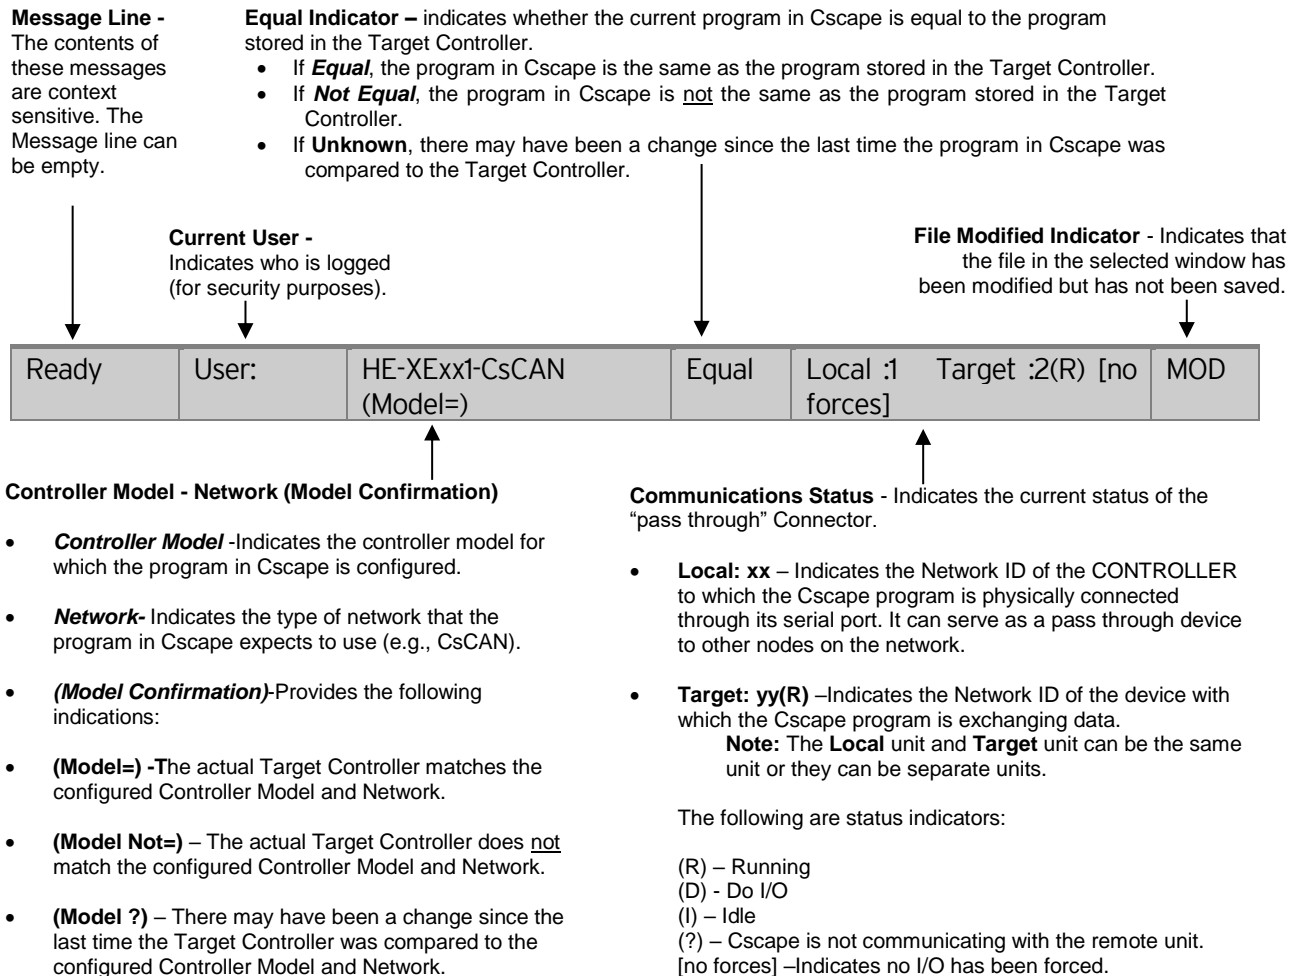 Message Line -
The contents of
these messages
are context
sensitive. The
Message line can
be empty.
Equal Indicator – indicates whether the current program in Cscape is equal to the program
stored in the Target Controller.
• If Equal, the program in Cscape is the same as the program stored in the Target Controller.
• If Not Equal, the program in Cscape is not the same as the program stored in the Target
Controller.
• If Unknown, there may have been a change since the last time the program in Cscape was
compared to the Target Controller.
Current User -
Indicates who is logged
(for security purposes).
File Modified Indicator - Indicates that
the file in the selected window has
been modified but has not been saved.
Ready User: HE-XExx1-CsCAN Equal Local :1 Target :2(R) [no MOD
(Model=) forces]
Controller Model - Network (Model Confirmation)
• Controller Model -Indicates the controller model for
which the program in Cscape is configured.
• Network- Indicates the type of network that the
program in Cscape expects to use (e.g., CsCAN).
• (Model Confirmation)-Provides the following
indications:
• (Model=) -The actual Target Controller matches the
configured Controller Model and Network.
• (Model Not=) – The actual Target Controller does not
match the configured Controller Model and Network.
• (Model ?) – There may have been a change since the
last time the Target Controller was compared to the
configured Controller Model and Network.
Communications Status - Indicates the current status of the
“pass through” Connector.
• Local: xx – Indicates the Network ID of the CONTROLLER
to which the Cscape program is physically connected
through its serial port. It can serve as a pass through device
to other nodes on the network.
• Target: yy(R) –Indicates the Network ID of the device with
which the Cscape program is exchanging data.
Note: The Local unit and Target unit can be the same
unit or they can be separate units.
The following are status indicators:
(R) – Running
(D) - Do I/O
(I) – Idle
(?) – Cscape is not communicating with the remote unit.
[no forces] –Indicates no I/O has been forced.